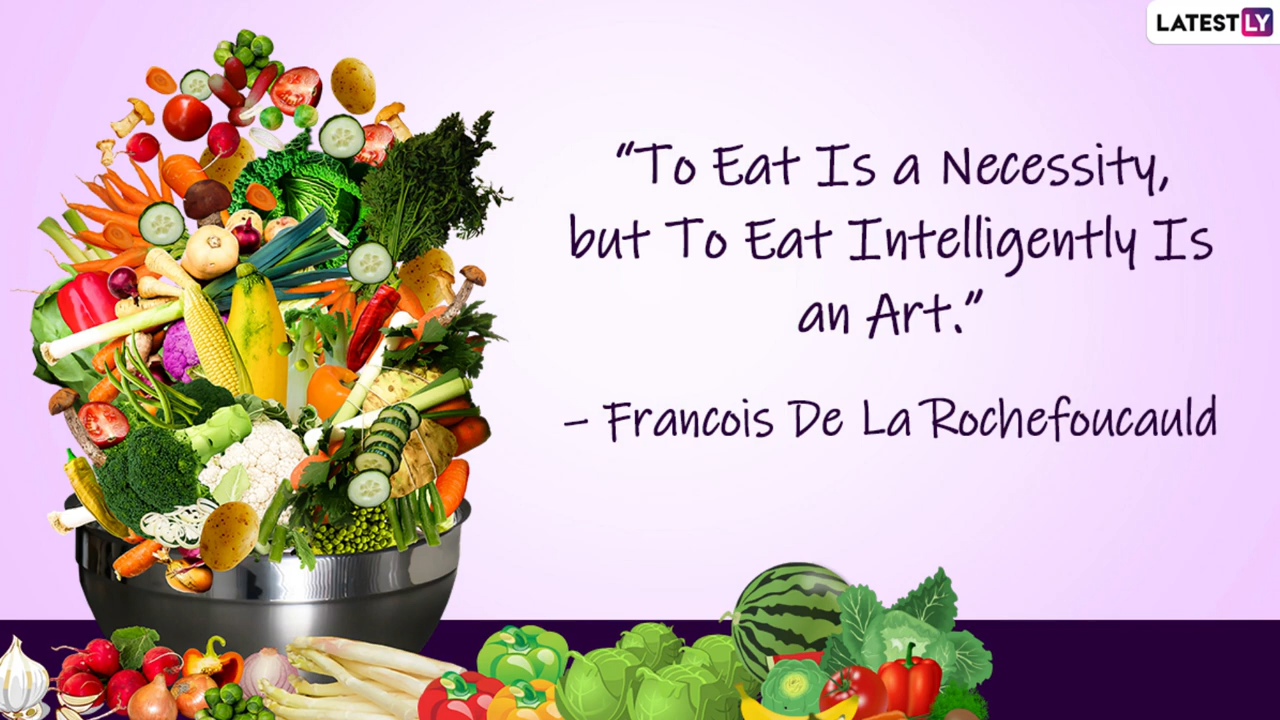 LATESTLY
“To Eat Is a Necessity,
but To Eat Intelligently Is
an Art.”
– Francois De La Rochefoucauld